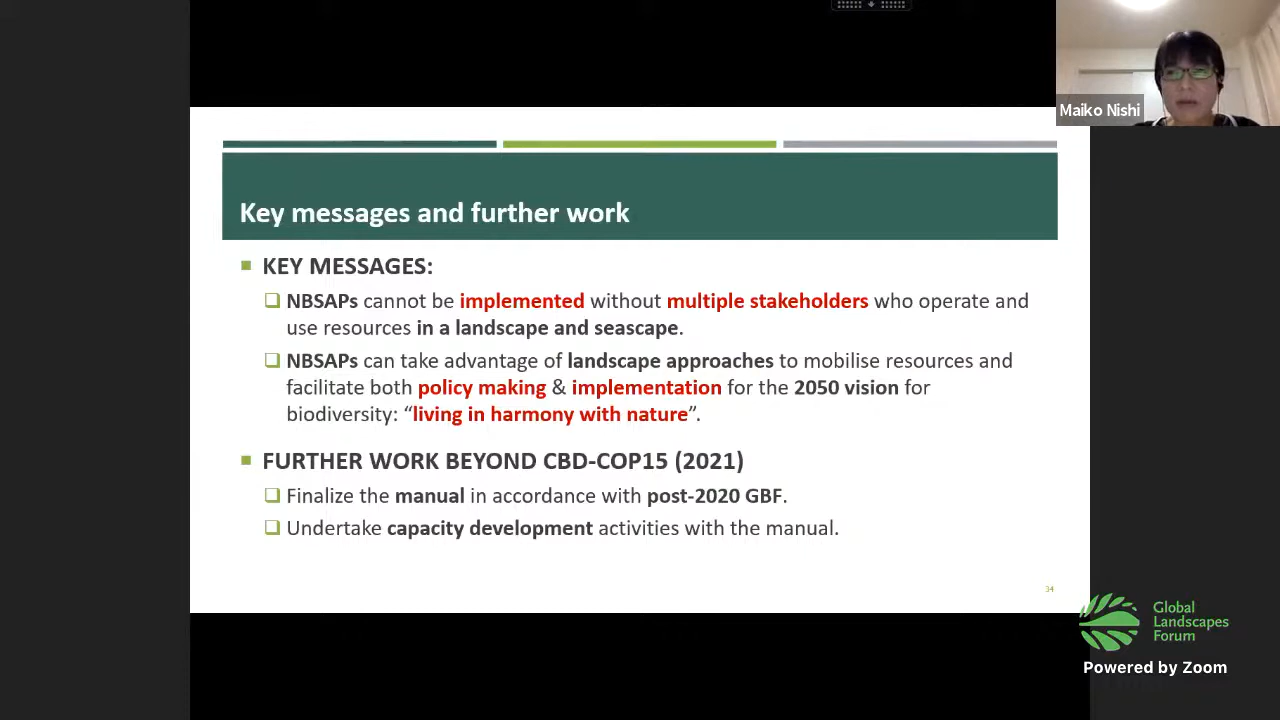 Maiko Nishi
Key messages and further work
KEY MESSAGES:
NBSAPs cannot be implemented without multiple stakeholders who operate and
use resources in a landscape and seascape.
NBSAPs can take advantage of landscape approaches to mobilise resources and
facilitate both policy making & implementation for the 2050 vision for
biodiversity: “living in harmony with nature”.
FURTHER WORK BEYOND CBD-COP15 (2021)
Finalize the manual in accordance with post-2020 GBF.
Undertake capacity development activities with the manual.
34
Global
Landscapes
Forum
Powered by Zoom